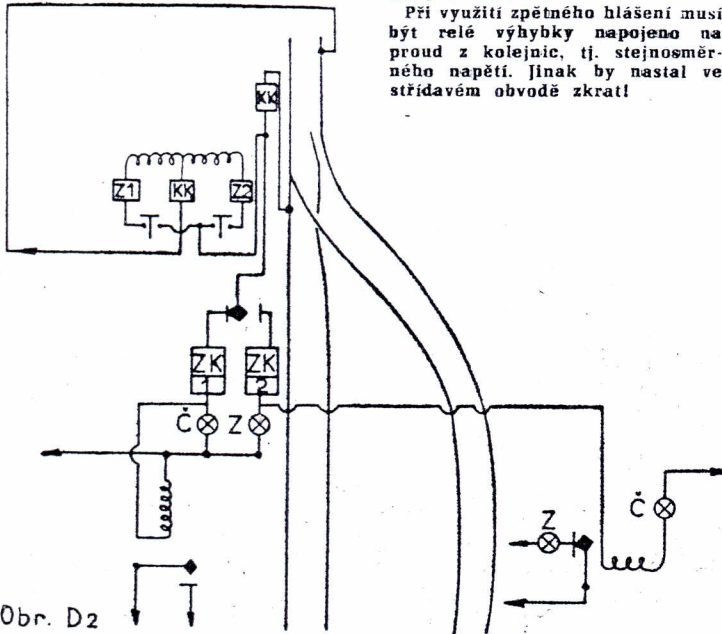 Při využití zpětného hlášení musí
být relé výhybky napojeno na
proud z kolejnic, tj. stejnosměr-
ného napětí. Jinak by nastal ve
střídavém obvodě zkrat!
KK
Z1 KK Z2
ZK ZK
1 2
Č Z
Č
Z
Obr. D2